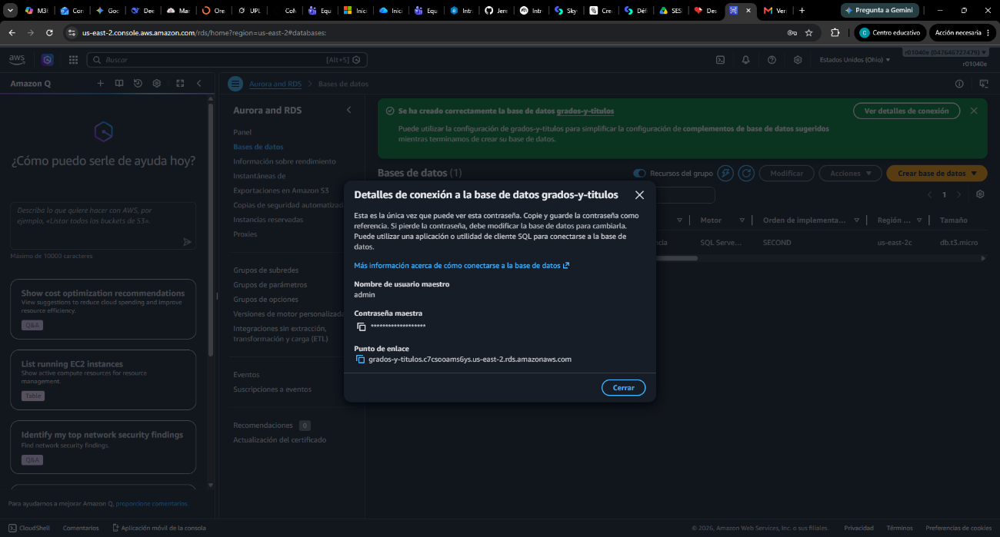 M3(
Cor
Goo
Dee
Mar
Ore
UPL
CoN
Equ
Inic
Inic
Equ
Intr
Jere
Intr
Sky
Cre
Défi
SES
Des
Veri
Pregunta a Gemini
us-east-2.console.aws.amazon.com/rds/home?region=us-east-2#databases:
Centro educativo
Acción necesaria
aws
Buscar
[Alt+S]
Estados Unidos (Ohio)
r01040e (047646727479)
r01040e
Amazon Q
Aurora and RDS
Bases de datos
¿Cómo puedo serle de ayuda hoy?
Describa lo que quiere hacer con AWS, por
ejemplo, «Listar todos los buckets de S3».
Máximo de 10000 caracteres
Show cost optimization recommendations
View suggestions to reduce cloud spending and improve
resource efficiency.
Q&A
List running EC2 instances
Show active compute resources for resource
management.
Table
Identify my top network security findings
Find network security findings.
Q&A
Para ayudarnos a mejorar Amazon Q, proporcione comentarios.
Aurora and RDS
Panel
Bases de datos
Información sobre rendimiento
Instantáneas de
Exportaciones en Amazon S3
Copias de seguridad automatizad
Instancias reservadas
Proxies
Grupos de subredes
Grupos de parámetros
Grupos de opciones
Versiones de motor personalizada
Integraciones sin extracción,
transformación y carga (ETL)
Eventos
Suscripciones a eventos
Recomendaciones 0
Actualización del certificado
Se ha creado correctamente la base de datos grados-y-titulos
Puede utilizar la configuración de grados-y-titulos para simplificar la configuración de complementos de base de datos sugeridos
mientras terminamos de crear su base de datos.
Ver detalles de conexión
Bases de datos (1)
Recursos del grupo
Modificar
Acciones
Crear base de datos
1
Motor
Orden de implementa...
Región ...
Tamaño
ncia
SQL Serve...
SECOND
us-east-2c
db.t3.micro
Detalles de conexión a la base de datos grados-y-titulos
Esta es la única vez que puede ver esta contraseña. Copie y guarde la contraseña como
referencia. Si pierde la contraseña, debe modificar la base de datos para cambiarla.
Puede utilizar una aplicación o utilidad de cliente SQL para conectarse a la base de
datos.
Más información acerca de cómo conectarse a la base de datos
Nombre de usuario maestro
admin
Contraseña maestra
********************
Punto de enlace
grados-y-titulos.c7csooams6ys.us-east-2.rds.amazonaws.com
Cerrar
CloudShell
Comentarios
Aplicación móvil de la consola
© 2026, Amazon Web Services, Inc. o sus filiales.
Privacidad
Términos
Preferencias de cookies